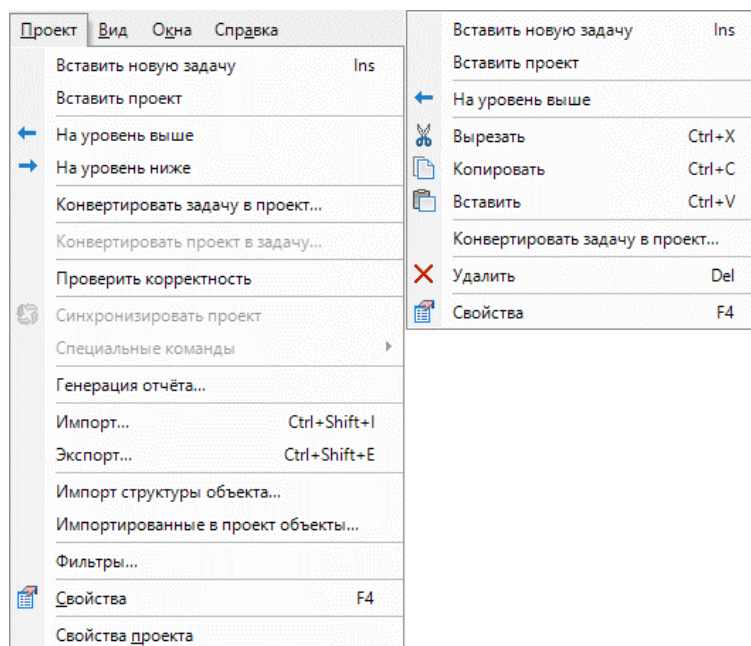 Проект Вид Окна Справка
Вставить новую задачу Ins
Вставить проект
На уровень выше
На уровень ниже
Конвертировать задачу в проект...
Конвертировать проект в задачу...
Проверить корректность
Синхронизировать проект
Специальные команды
Генерация отчёта...
Импорт... Ctrl+Shift+I
Экспорт... Ctrl+Shift+E
Импорт структуры объекта...
Импортированные в проект объекты...
Фильтры...
Свойства F4
Свойства проекта
Вставить новую задачу Ins
Вставить проект
На уровень выше
Вырезать Ctrl+X
Копировать Ctrl+C
Вставить Ctrl+V
Конвертировать задачу в проект...
Удалить Del
Свойства F4